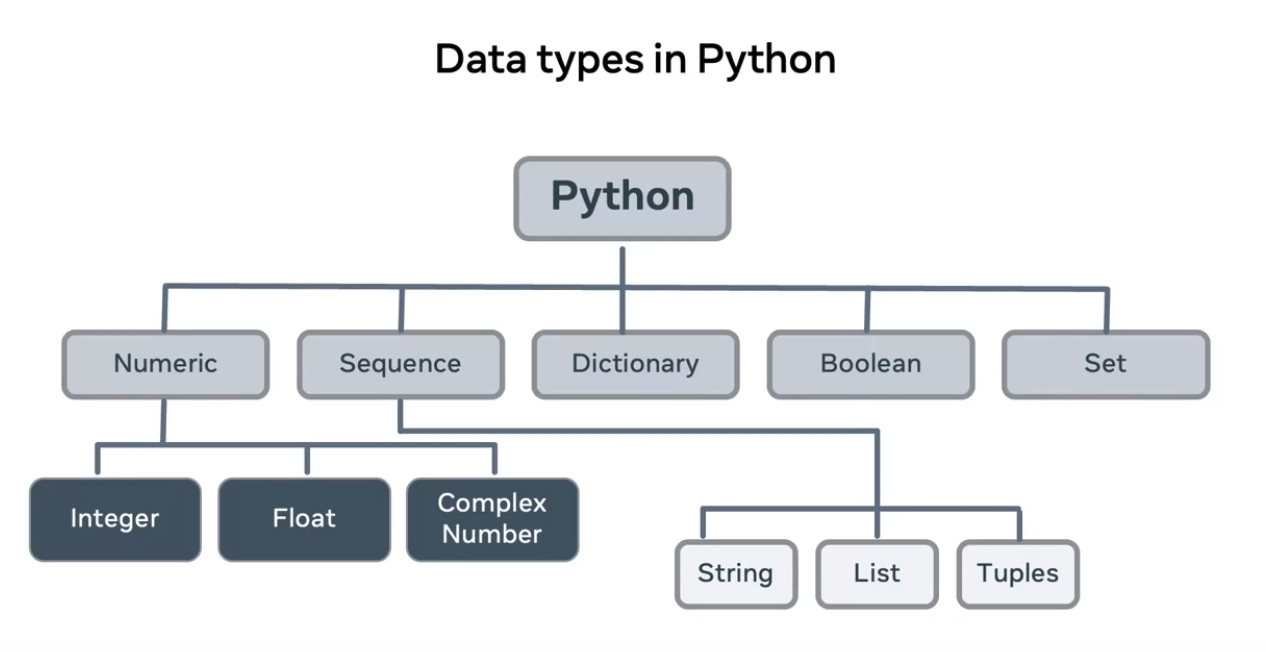 Data types in Python
Python
Numeric
Sequence
Dictionary
Boolean
Set
Integer
Float
Complex
Number
String
List
Tuples